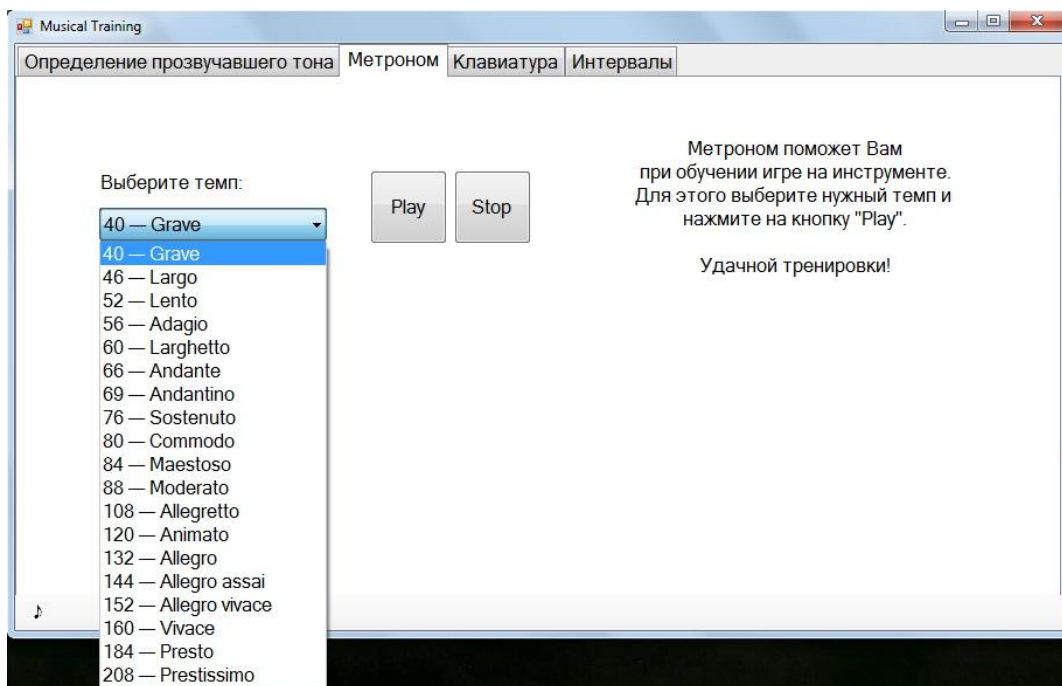 Musical Training
Определение прозвучавшего тона
Метроном
Клавиатура
Интервалы
Выберите темп:
40 — Grave
Play
Stop
Метроном поможет Вам
при обучении игре на инструменте.
Для этого выберите нужный темп и
нажмите на кнопку "Play".
Удачной тренировки!
40 — Grave
46 — Largo
52 — Lento
56 — Adagio
60 — Larghetto
66 — Andante
69 — Andantino
76 — Sostenuto
80 — Commodo
84 — Maestoso
88 — Moderato
108 — Allegretto
120 — Animato
132 — Allegro
144 — Allegro assai
152 — Allegro vivace
160 — Vivace
184 — Presto
208 — Prestissimo